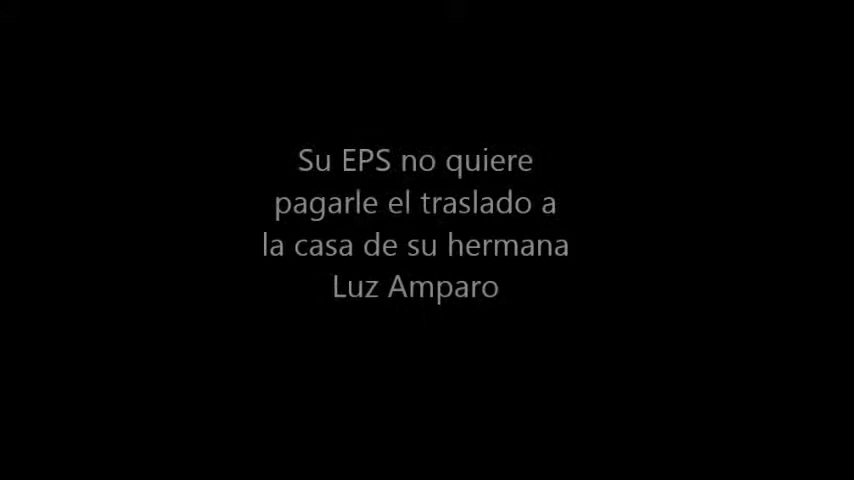 Su EPS no quiere
pagarle el traslado a
la casa de su hermana
Luz Amparo